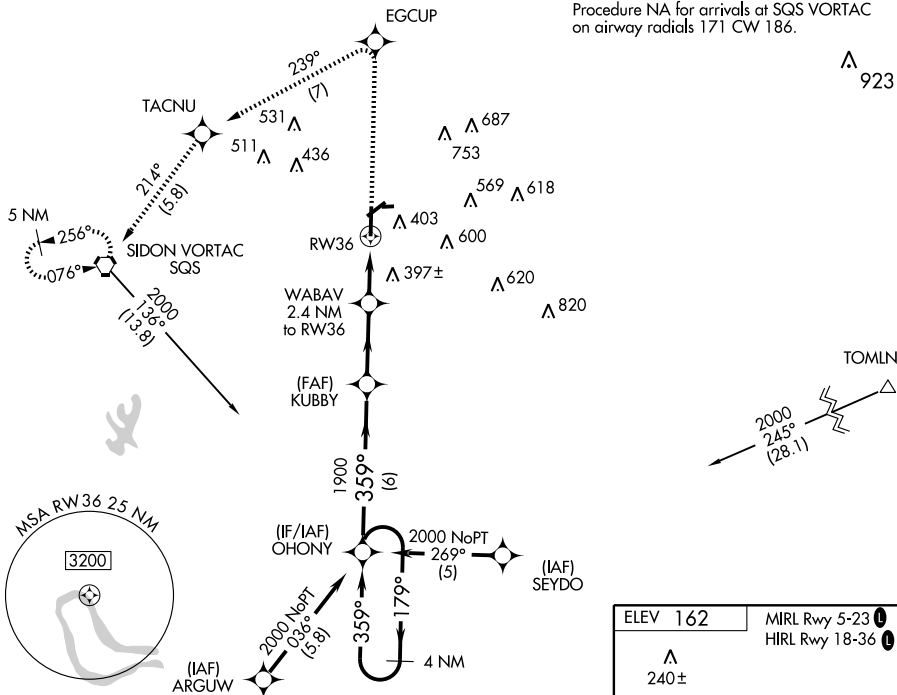 Procedure NA for arrivals at SQS VORTAC
on airway radials 171 CW 186.
EGCUP
923
239°
(7)
TACNU
531
511
436
687
753
214°
(5.8)
569
618
5 NM
256°
076°
SIDON VORTAC
SQS
403
RW36
600
397±
620
820
2000
136°
(13.8)
WABAV
2.4 NM
to RW36
TOMLN
(FAF)
KUBBY
2000
245°
(28.1)
1900
359°
(6)
MSA RW36 25 NM
3200
(IF/IAF)
OHONY
2000 NoPT
269°
(5)
(IAF)
SEYDO
359°
179°
4 NM
2000 NoPT
036°
(5.8)
(IAF)
ARGUW
ELEV 162
MIRL Rwy 5-23 L
HIRL Rwy 18-36 L
240±